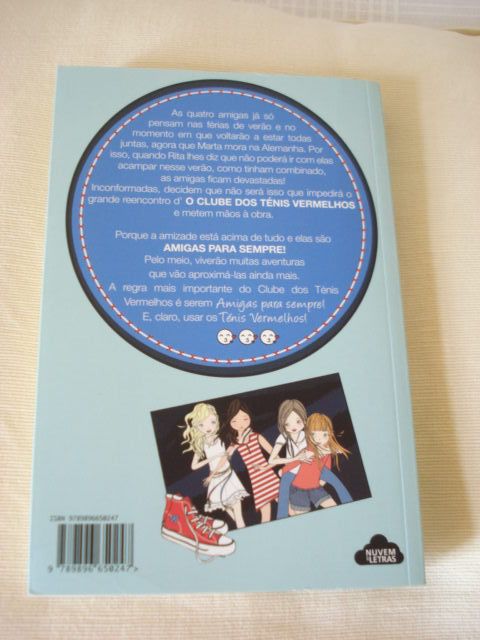 As quatro amigas já só
pensam nas férias de verão e no
momento em que voltarão a estar todas
juntas, agora que Marta mora na Alemanha. Por
isso, quando Rita lhes diz que não poderá ir com elas
acampar nesse verão, como tinham combinado,
as amigas ficam devastadas!
Inconformadas, decidem que não será isso que impedirá o
grande reencontro d' O CLUBE DOS TÉNIS VERMELHOS
e metem mãos à obra.
Porque a amizade está acima de tudo e elas são
AMIGAS PARA SEMPRE!
Pelo meio, viverão muitas aventuras
que vão aproximá-las ainda mais.
A regra mais importante do Clube dos Ténis
Vermelhos é serem Amigas para sempre!
E, claro, usar os Ténis Vermelhos!
ISBN 9789896650247
9 789896 650247>
NUVEM
DE LETRAS